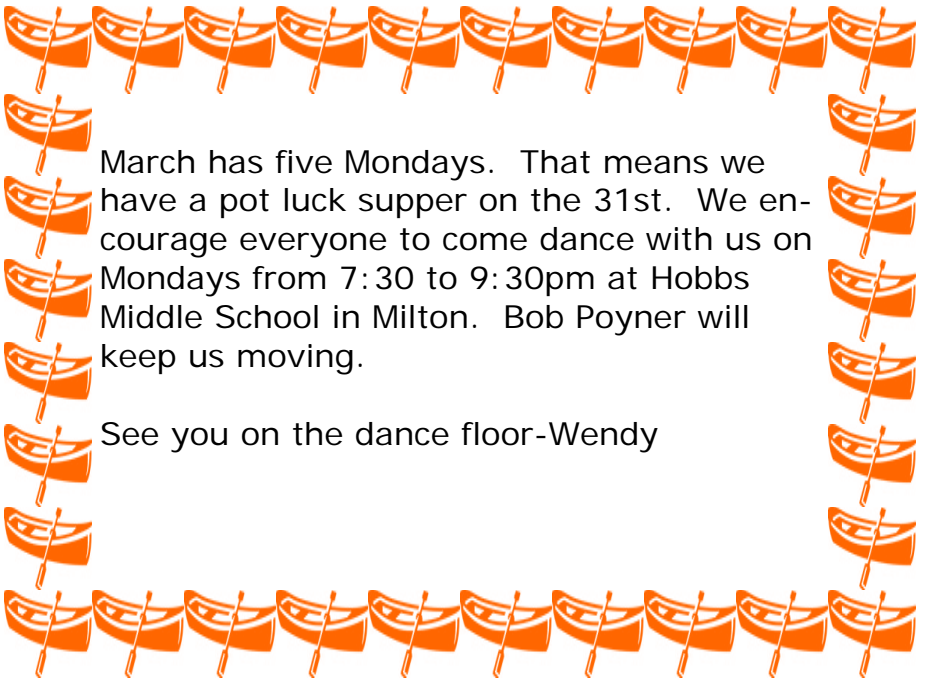 March has five Mondays.  That means we
have a pot luck supper on the 31st.  We en-
courage everyone to come dance with us on
Mondays from 7:30 to 9:30pm at Hobbs
Middle School in Milton.  Bob Poyner will
keep us moving.

See you on the dance floor-Wendy